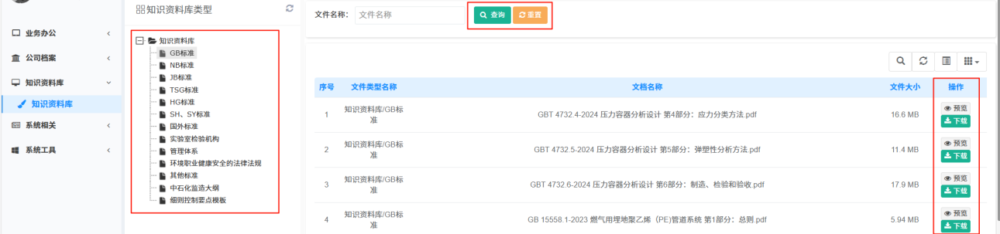 业务办公
公司档案
知识资料库
知识资料库
系统相关
系统工具
知识资料库类型
知识资料库
GB标准
NB标准
JB标准
TSG标准
HG标准
SH、SY标准
国外标准
实验室检验机构
管理体系
环境职业健康安全的法律法规
其他标准
中石化监造大纲
细则控制要点模板
文件名称： 文件名称 查询 重置
序号 文件类型名称 文档名称 文件大小 操作
1 知识资料库/GB标准 GBT 4732.4-2024 压力容器分析设计 第4部分：应力分类方法.pdf 16.6 MB 预览 下载
2 知识资料库/GB标准 GBT 4732.5-2024 压力容器分析设计 第5部分：弹塑性分析方法.pdf 11.4 MB 预览 下载
3 知识资料库/GB标准 GBT 4732.6-2024 压力容器分析设计 第6部分：制造、检验和验收.pdf 17.9 MB 预览 下载
4 知识资料库/GB标准 GB 15558.1-2023 燃气用埋地聚乙烯（PE)管道系统 第1部分：总则.pdf 5.94 MB 预览 下载